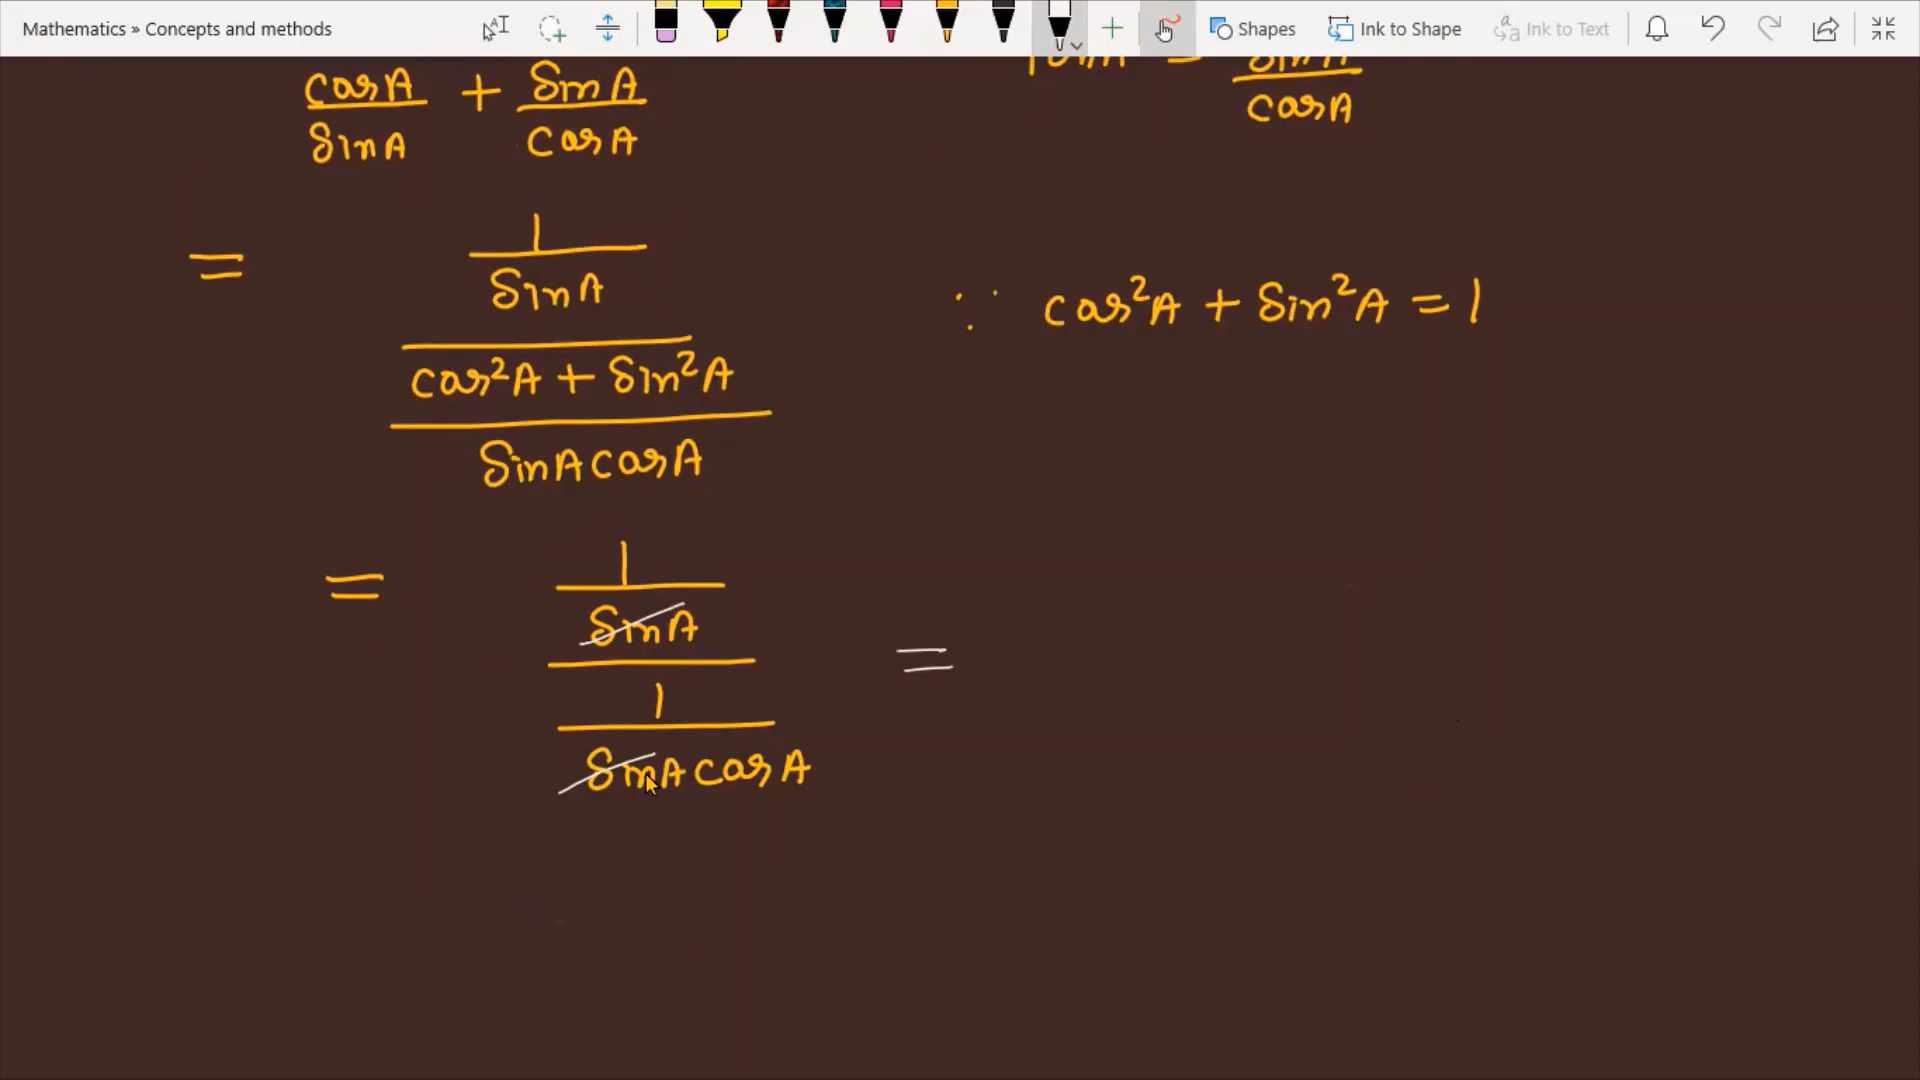 Mathematics » Concepts and methods
Shapes
Ink to Shape
Ink to Text
cosA + SinA
SinA CosA
CosA
= 1
SinA
cos²A + Sin²A
SinA cosA
∵ cos²A + Sin²A = 1
= 1
SinA
1
SinA cosA
=